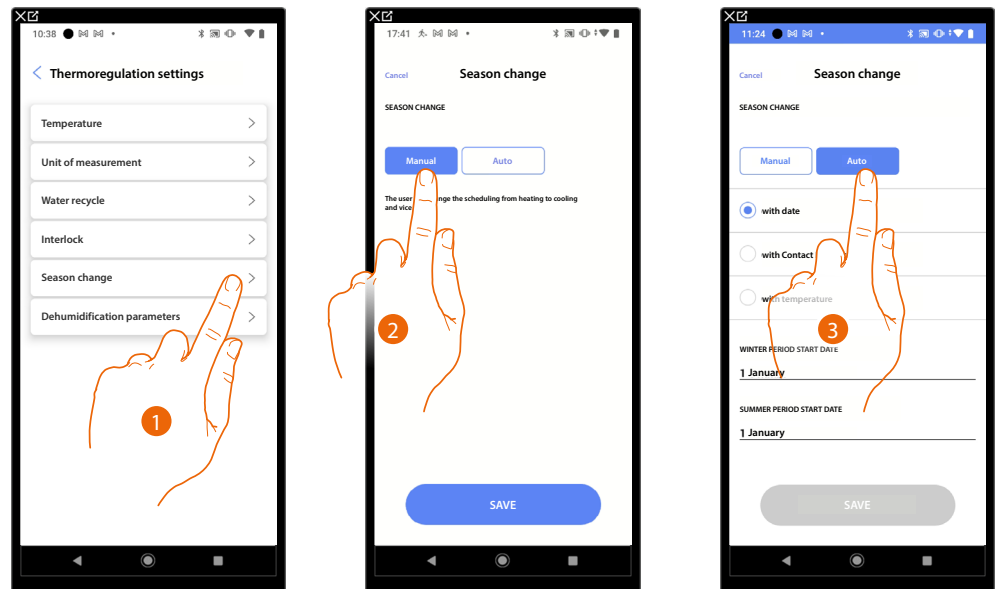 10:38
Thermoregulation settings
Temperature
Unit of measurement
Water recycle
Interlock
Season change
Dehumidification parameters
1
17:41
Cancel
Season change
SEASON CHANGE
Manual
Auto
The user nge the scheduling from heating to cooling
and vice
2
SAVE
11:24
Cancel
Season change
SEASON CHANGE
Manual
Auto
with date
with Contact
with temperature
3
WINTER PERIOD START DATE
1 January
SUMMER PERIOD START DATE
1 January
SAVE